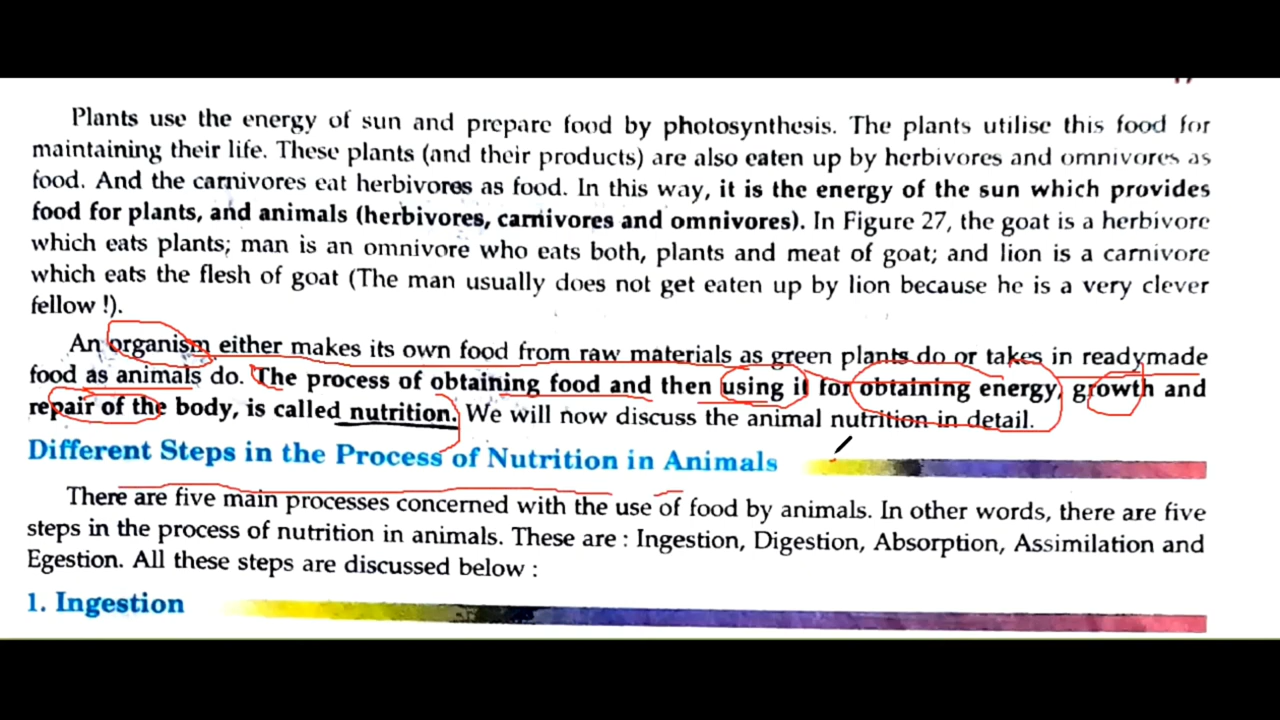 Plants use the energy of sun and prepare food by photosynthesis. The plants utilise this food for
maintaining their life. These plants (and their products) are also eaten up by herbivores and omnivores as
food. And the carnivores eat herbivores as food. In this way, it is the energy of the sun which provides
food for plants, and animals (herbivores, carnivores and omnivores). In Figure 27, the goat is a herbivore
which eats plants; man is an omnivore who eats both, plants and meat of goat; and lion is a carnivore
which eats the flesh of goat (The man usually does not get eaten up by lion because he is a very clever
fellow !).
An organism either makes its own food from raw materials as green plants do or takes in readymade
food as animals do. The process of obtaining food and then using it for obtaining energy, growth and
repair of the body, is called nutrition. We will now discuss the animal nutrition in detail.
Different Steps in the Process of Nutrition in Animals
There are five main processes concerned with the use of food by animals. In other words, there are five
steps in the process of nutrition in animals. These are : Ingestion, Digestion, Absorption, Assimilation and
Egestion. All these steps are discussed below :
1. Ingestion